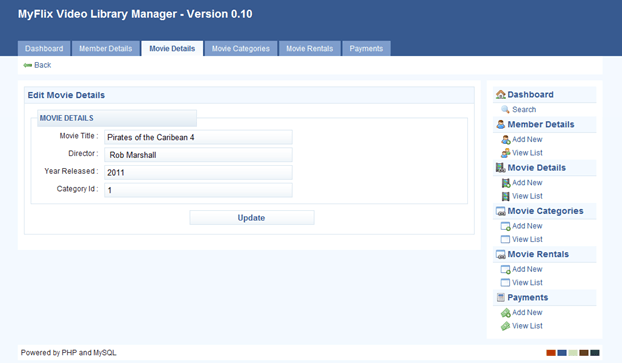 MyFlix Video Library Manager - Version 0.10
Dashboard Member Details Movie Details Movie Categories Movie Rentals Payments
Back
Edit Movie Details
MOVIE DETAILS
Movie Title : Pirates of the Caribean 4
Director : Rob Marshall
Year Released : 2011
Category Id : 1
Update
Dashboard
Search
Member Details
Add New
View List
Movie Details
Add New
View List
Movie Categories
Add New
View List
Movie Rentals
Add New
View List
Payments
Add New
View List
Powered by PHP and MySQL